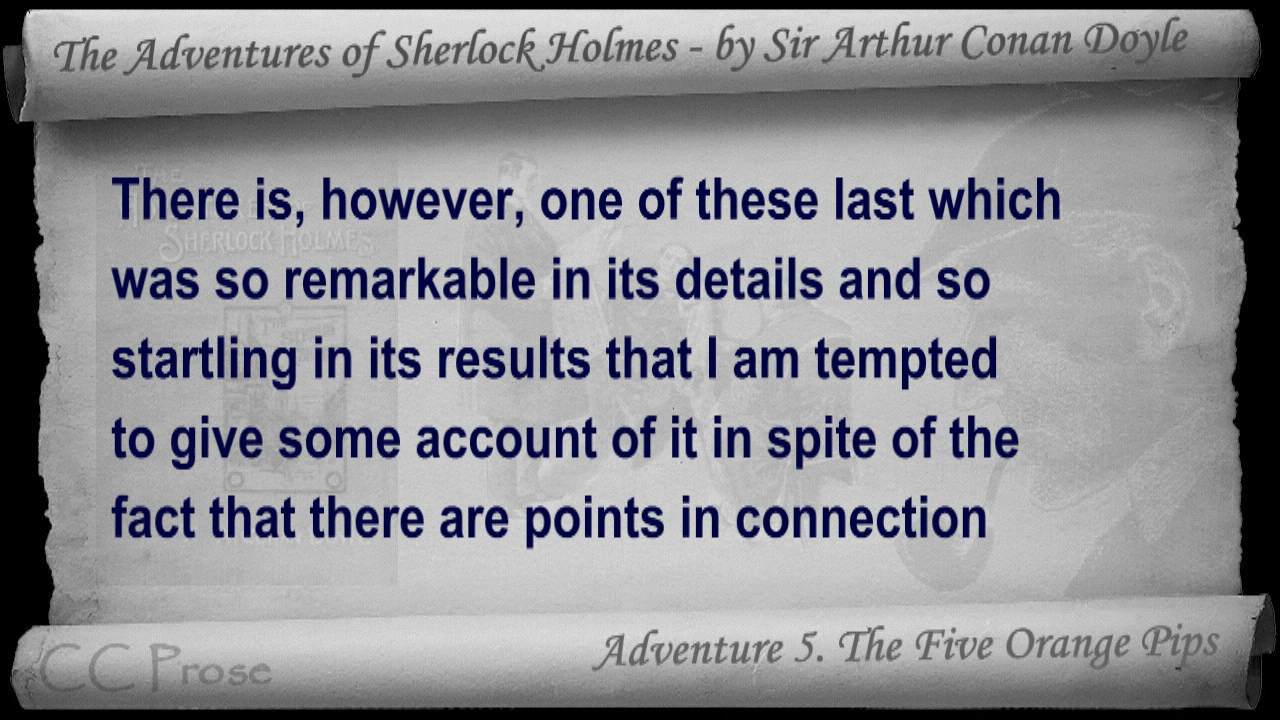 The Adventures of Sherlock Holmes - by Sir Arthur Conan Doyle
SHERLOCK HOLMES
There is, however, one of these last which
was so remarkable in its details and so
startling in its results that I am tempted
to give some account of it in spite of the
fact that there are points in connection
Adventure 5. The Five Orange Pips
CC Prose